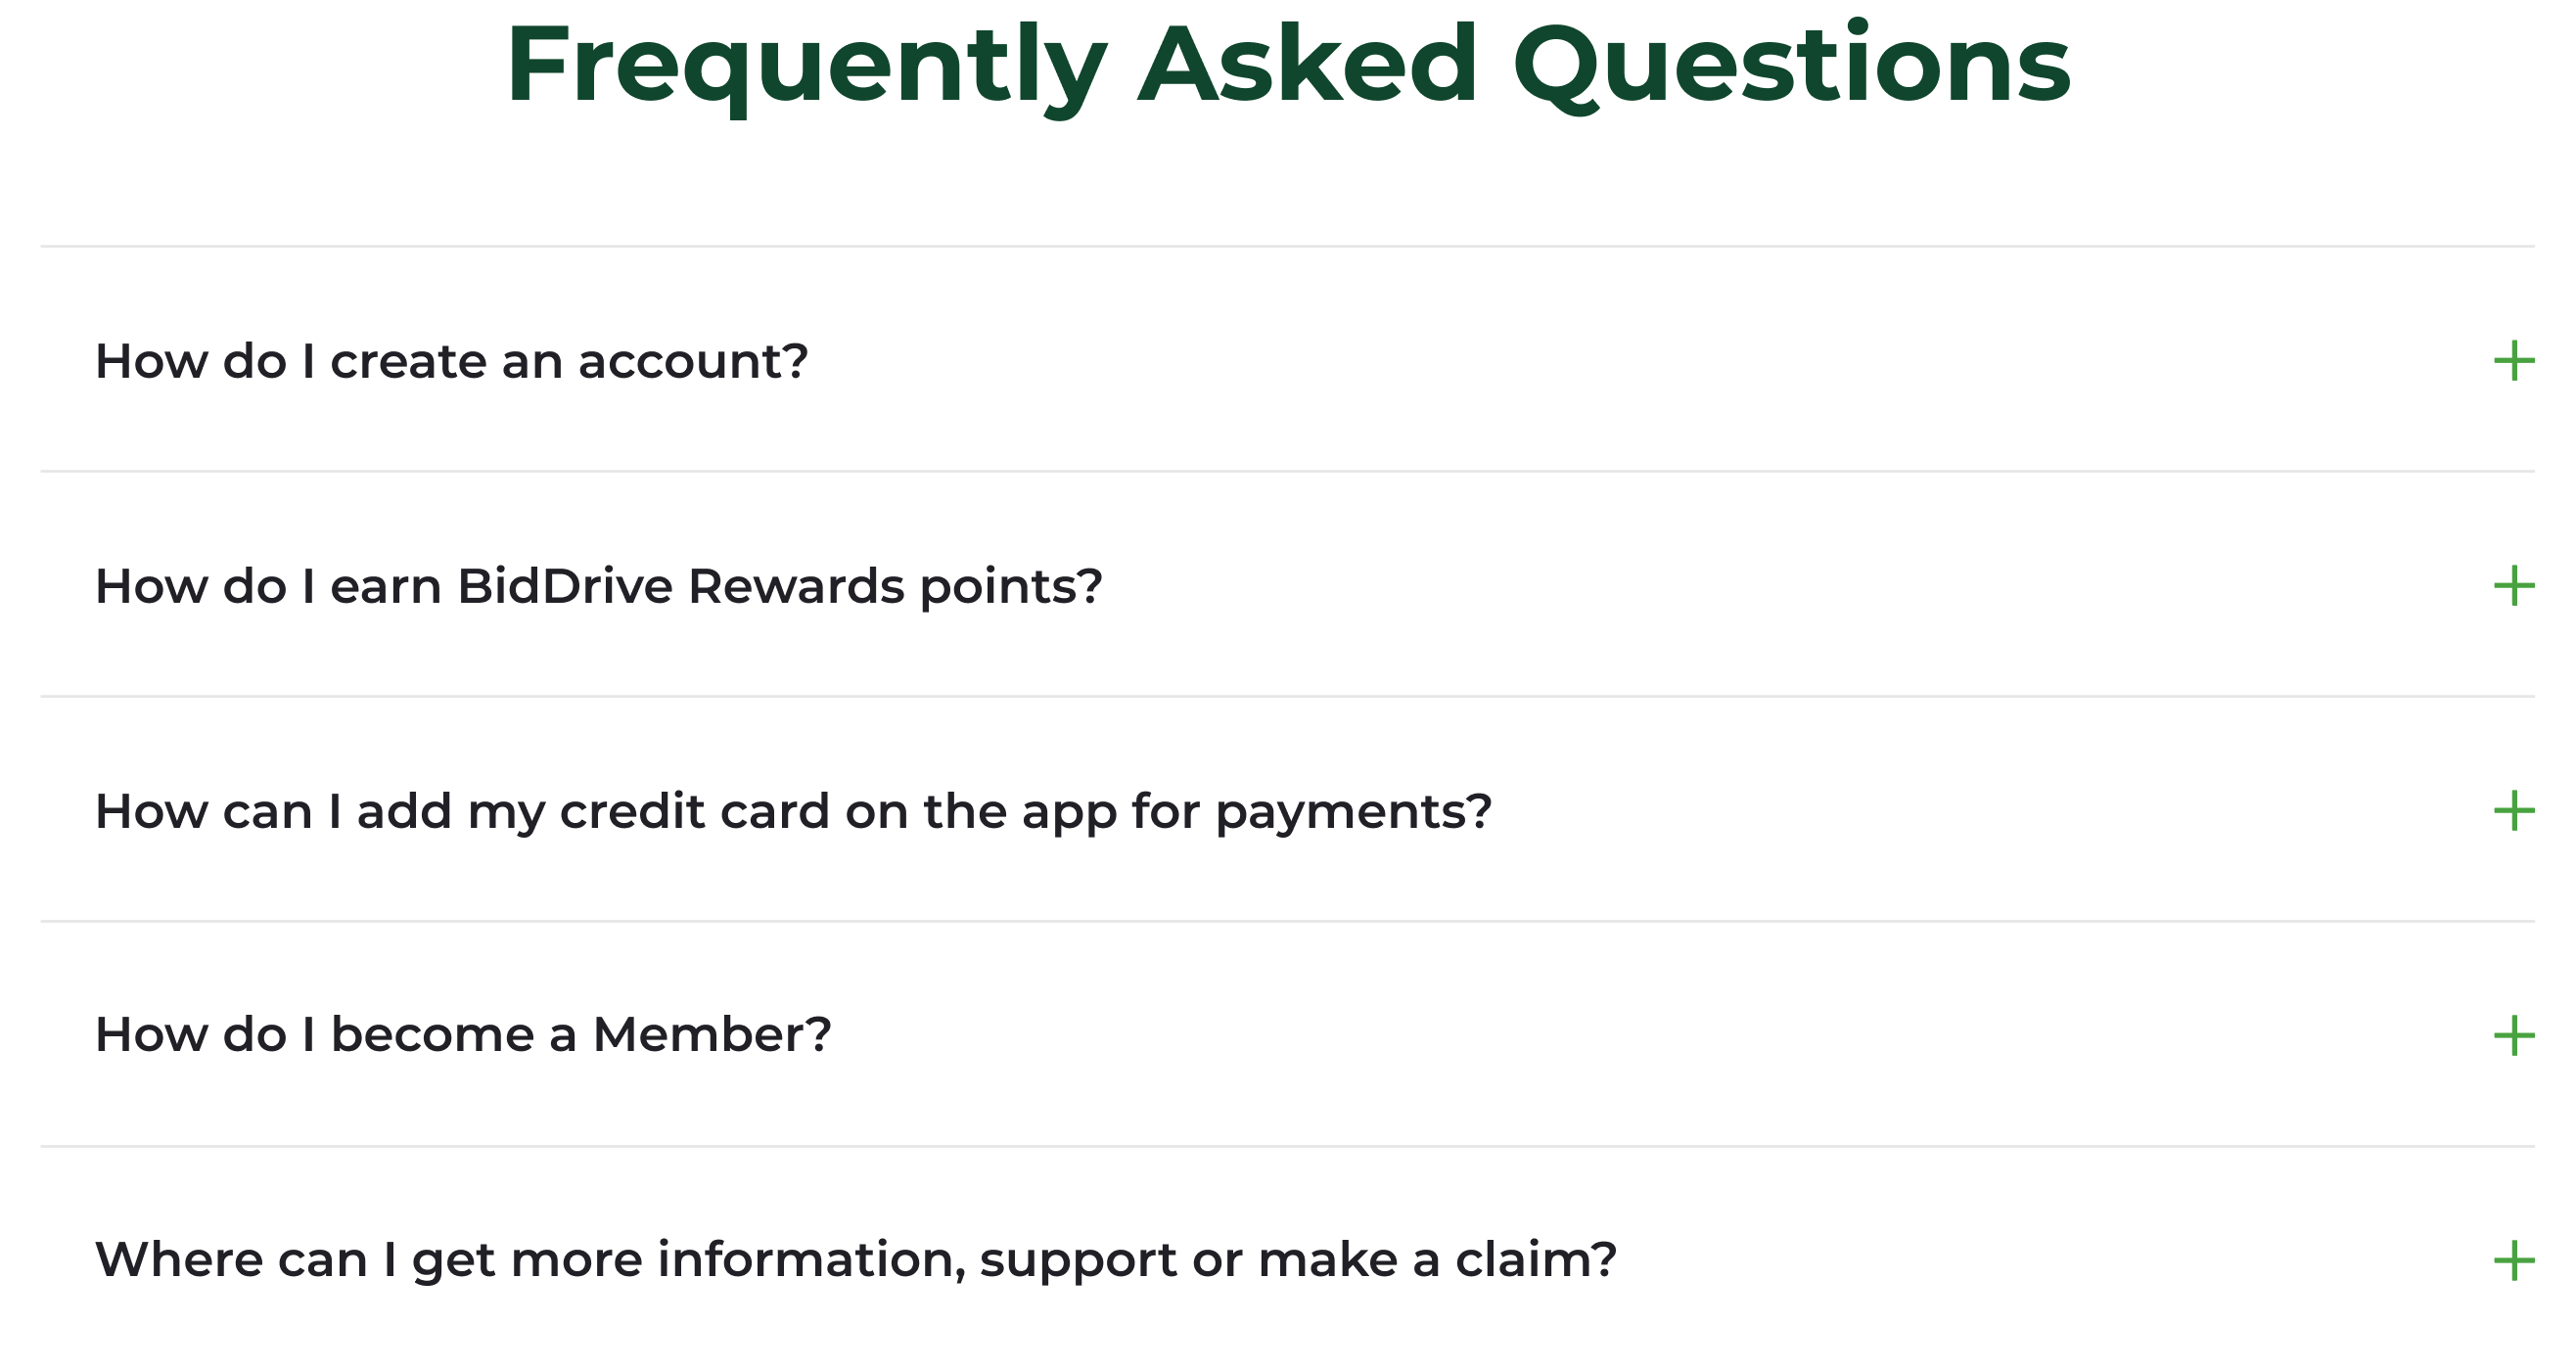 Frequently Asked Questions
How do I create an account?
How do I earn BidDrive Rewards points?
How can I add my credit card on the app for payments?
How do I become a Member?
Where can I get more information, support or make a claim?